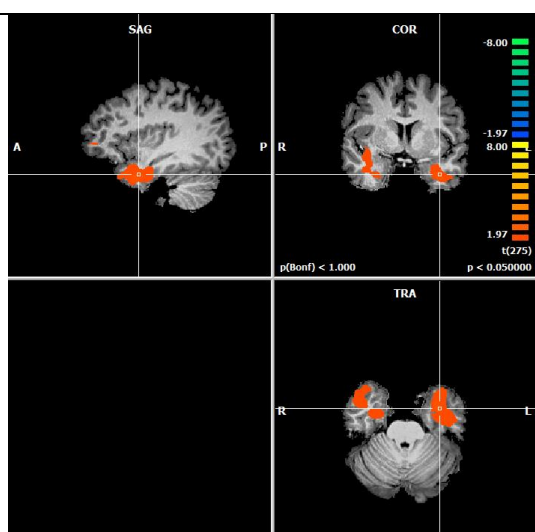 SAG
A
P
COR
R
L
-8.00
-1.97
8.00
1.97
t(275)
p(Bonf) < 1.000
p < 0.050000
TRA
R
L